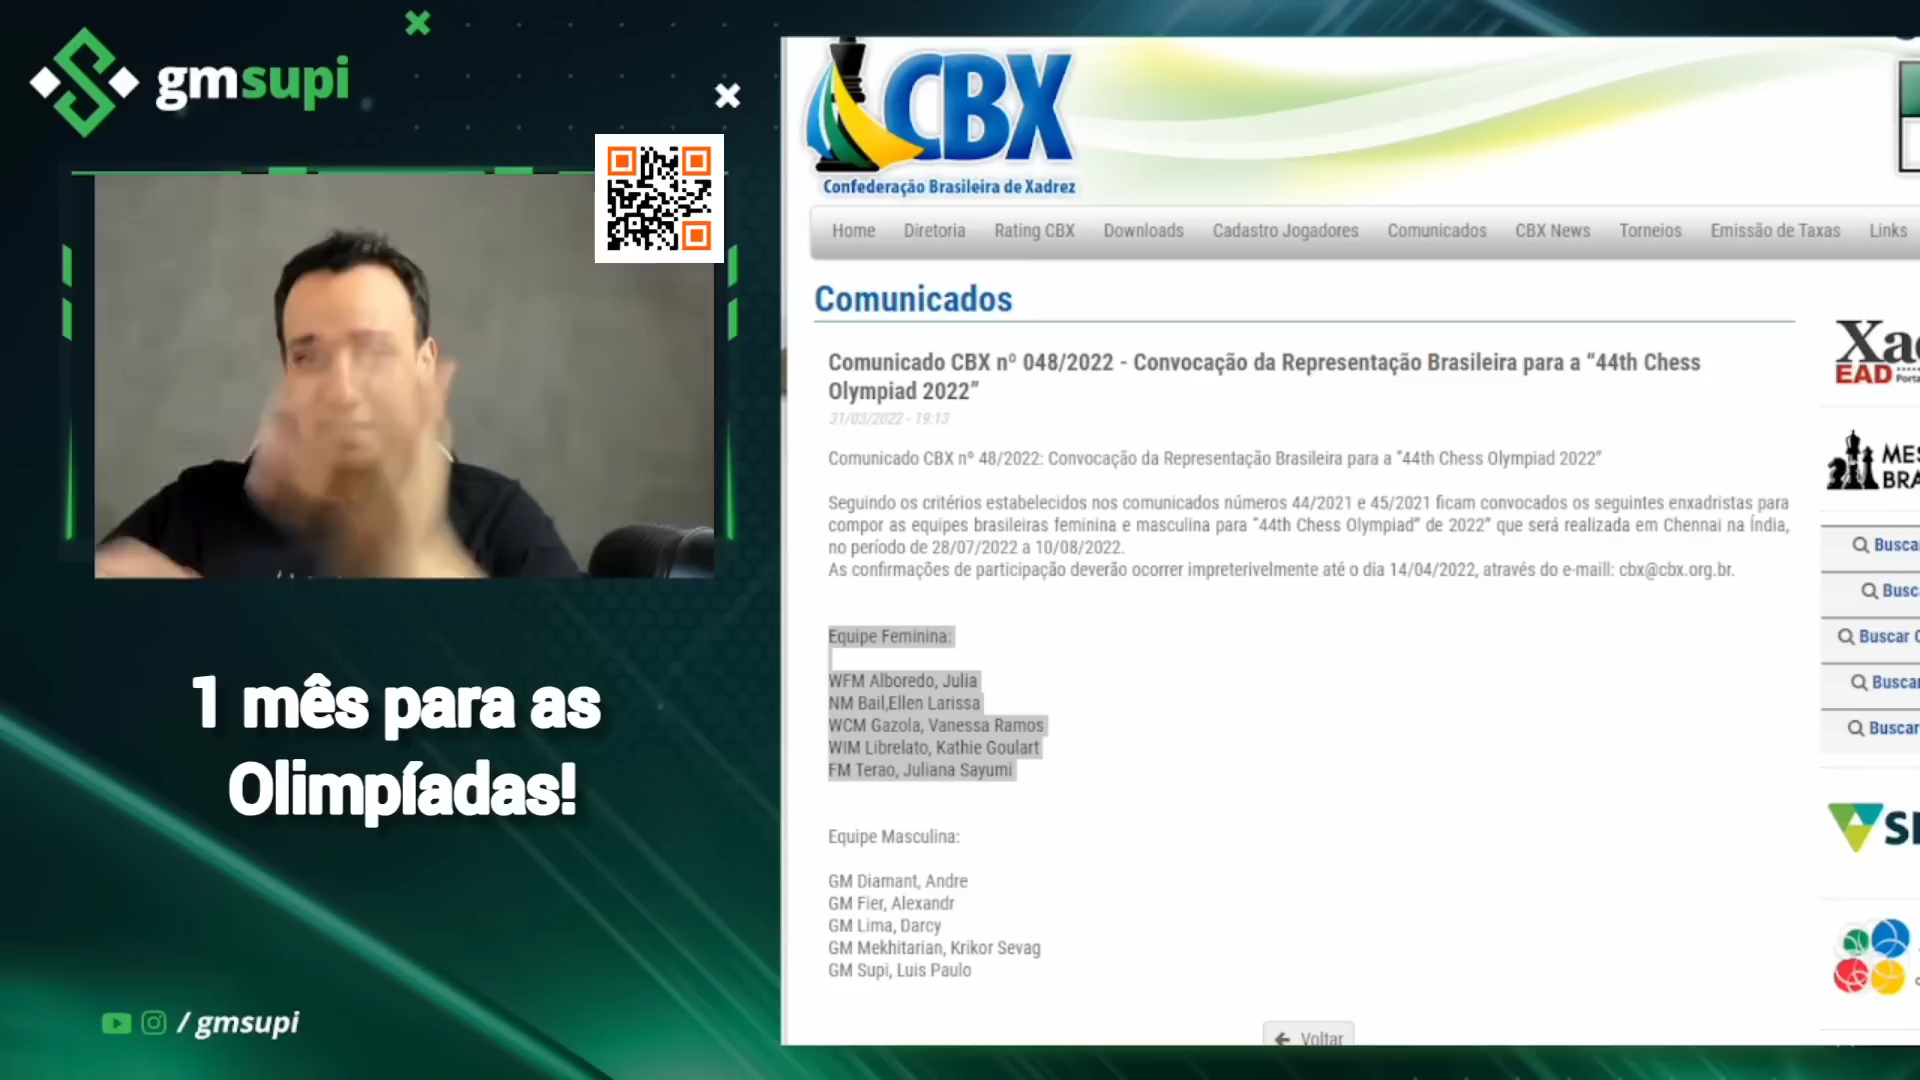 gmsupi
1 mês para as
Olimpíadas!
/ gmsupi
CBX
Confederação Brasileira de Xadrez
Home Diretoria Rating CBX Downloads Cadastro Jogadores Comunicados CBX News Torneios Emissão de Taxas Links
Comunicados
Comunicado CBX nº 048/2022 - Convocação da Representação Brasileira para a “44th Chess
Olympiad 2022”
31/03/2022 - 19:13
Comunicado CBX nº 48/2022: Convocação da Representação Brasileira para a "44th Chess Olympiad 2022”
Seguindo os critérios estabelecidos nos comunicados números 44/2021 e 45/2021 ficam convocados os seguintes enxadristas para
compor as equipes brasileiras feminina e masculina para “44th Chess Olympiad” de 2022” que será realizada em Chennai na Índia,
no período de 28/07/2022 a 10/08/2022.
As confirmações de participação deverão ocorrer impreterivelmente até o dia 14/04/2022, através do e-maill: cbx@cbx.org.br.
Equipe Feminina:
WFM Alboredo, Julia
NM Bail,Ellen Larissa
WCM Gazola, Vanessa Ramos
WIM Librelato, Kathie Goulart
FM Terao, Juliana Sayumi
Equipe Masculina:
GM Diamant, Andre
GM Fier, Alexandr
GM Lima, Darcy
GM Mekhitarian, Krikor Sevag
GM Supi, Luis Paulo
Voltar
Xa
EAD
Porta
MES
BRA
Busca
Busc
Buscar
Buscar
Buscar